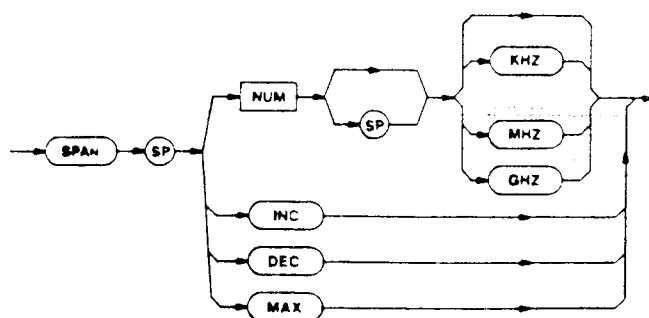 KHZ
NUM
SP
SPAN SP
MHZ
GHZ
INC
DEC
MAX